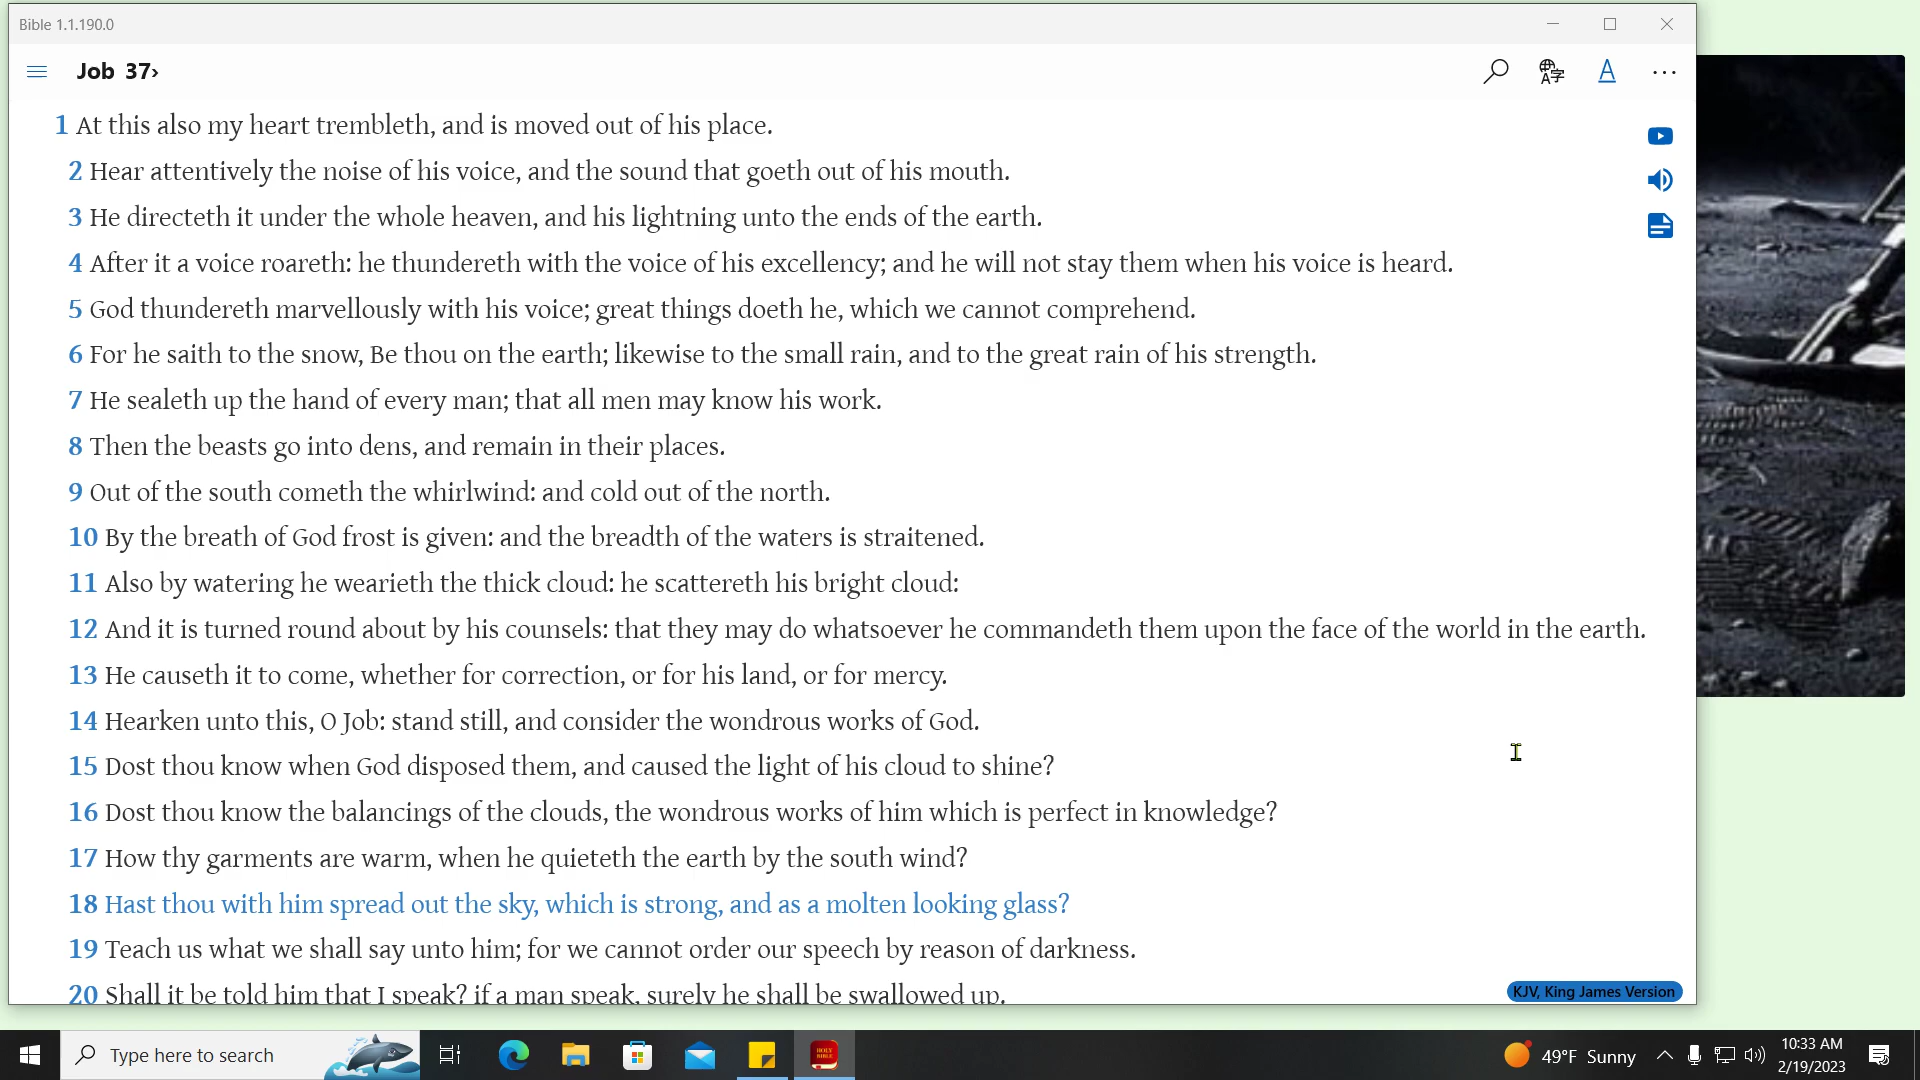 Bible 1.1.190.0
Job 37›
1 At this also my heart trembleth, and is moved out of his place.
2 Hear attentively the noise of his voice, and the sound that goeth out of his mouth.
3 He directeth it under the whole heaven, and his lightning unto the ends of the earth.
4 After it a voice roareth: he thundereth with the voice of his excellency; and he will not stay them when his voice is heard.
5 God thundereth marvellously with his voice; great things doeth he, which we cannot comprehend.
6 For he saith to the snow, Be thou on the earth; likewise to the small rain, and to the great rain of his strength.
7 He sealeth up the hand of every man; that all men may know his work.
8 Then the beasts go into dens, and remain in their places.
9 Out of the south cometh the whirlwind: and cold out of the north.
10 By the breath of God frost is given: and the breadth of the waters is straitened.
11 Also by watering he wearieth the thick cloud: he scattereth his bright cloud:
12 And it is turned round about by his counsels: that they may do whatsoever he commandeth them upon the face of the world in the earth.
13 He causeth it to come, whether for correction, or for his land, or for mercy.
14 Hearken unto this, O Job: stand still, and consider the wondrous works of God.
15 Dost thou know when God disposed them, and caused the light of his cloud to shine?
16 Dost thou know the balancings of the clouds, the wondrous works of him which is perfect in knowledge?
17 How thy garments are warm, when he quieteth the earth by the south wind?
18 Hast thou with him spread out the sky, which is strong, and as a molten looking glass?
19 Teach us what we shall say unto him; for we cannot order our speech by reason of darkness.
20 Shall it be told him that I speak? if a man speak, surely he shall be swallowed up.
KJV, King James Version
Type here to search
HOLY BIBLE
49°F Sunny
10:33 AM
2/19/2023